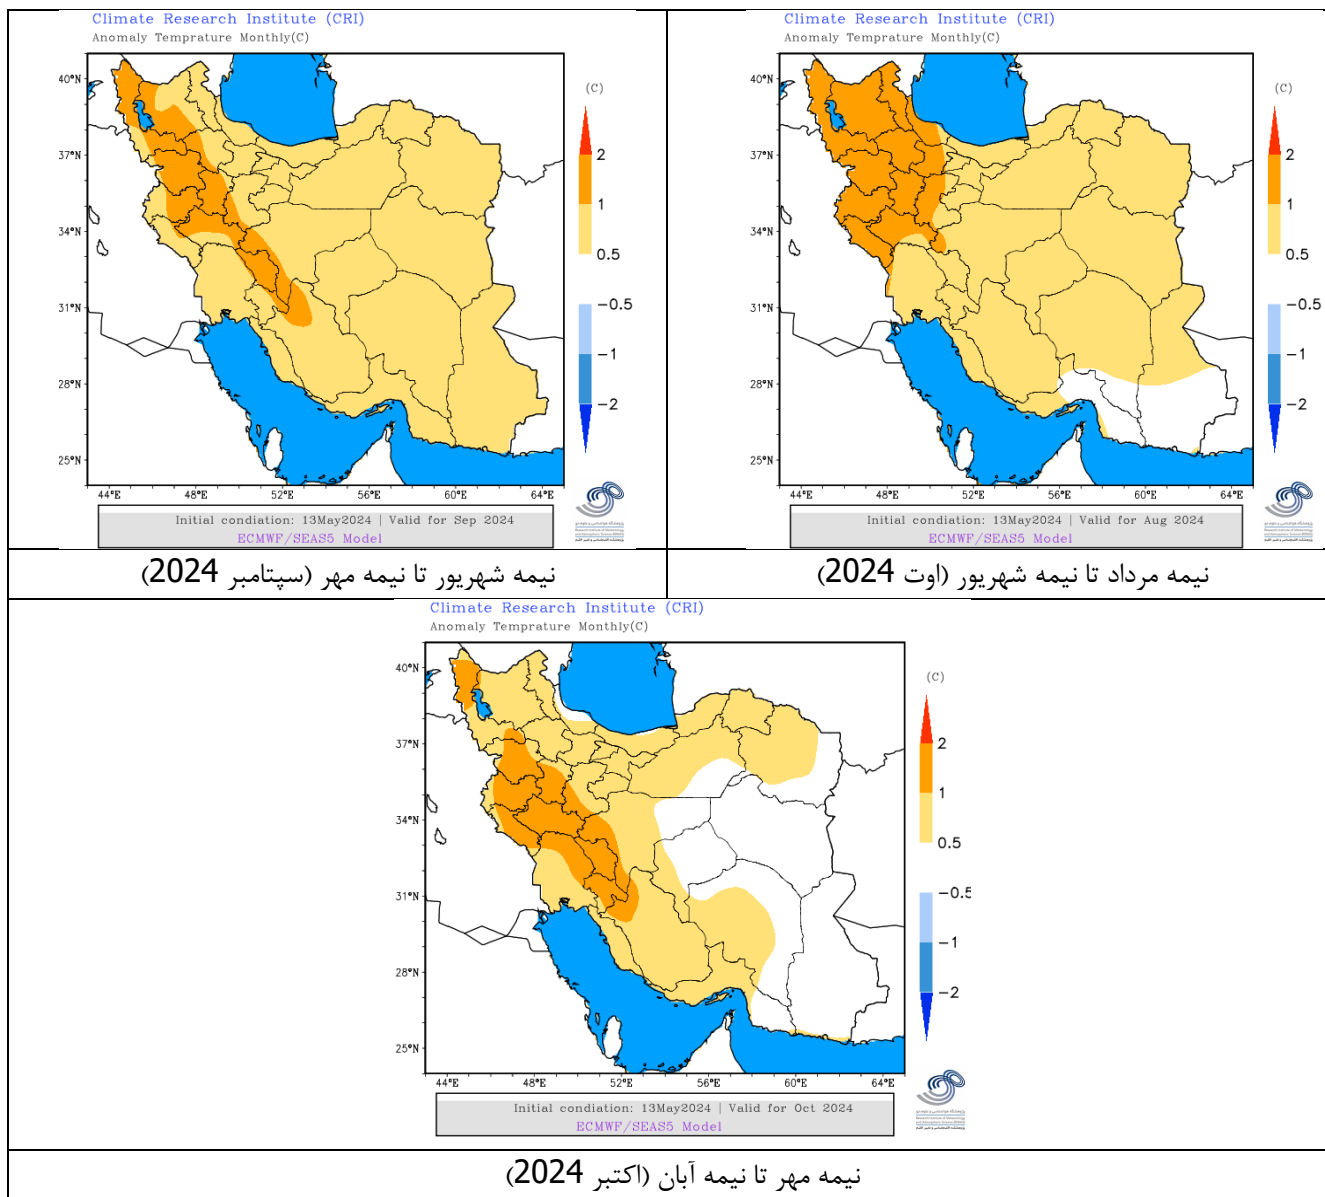 Climate Research Institute (CRI)
Anomaly Temprature Monthly(C)
40°N
37°N
34°N
31°N
28°N
25°N
44°E 48°E 52°E 56°E 60°E 64°E
(C)
2
1
0.5
−0.5
−1
−2
Initial condiation: 13May2024 | Valid for Sep 2024
ECMWF/SEAS5 Model
نیمه شهریور تا نیمه مهر (سپتامبر 2024)
Climate Research Institute (CRI)
Anomaly Temprature Monthly(C)
40°N
37°N
34°N
31°N
28°N
25°N
44°E 48°E 52°E 56°E 60°E 64°E
(C)
2
1
0.5
−0.5
−1
−2
Initial condiation: 13May2024 | Valid for Aug 2024
ECMWF/SEAS5 Model
نیمه مرداد تا نیمه شهریور (اوت 2024)
Climate Research Institute (CRI)
Anomaly Temprature Monthly(C)
40°N
37°N
34°N
31°N
28°N
25°N
44°E 48°E 52°E 56°E 60°E 64°E
(C)
2
1
0.5
−0.5
−1
−2
Initial condiation: 13May2024 | Valid for Oct 2024
ECMWF/SEAS5 Model
نیمه مهر تا نیمه آبان (اکتبر 2024)